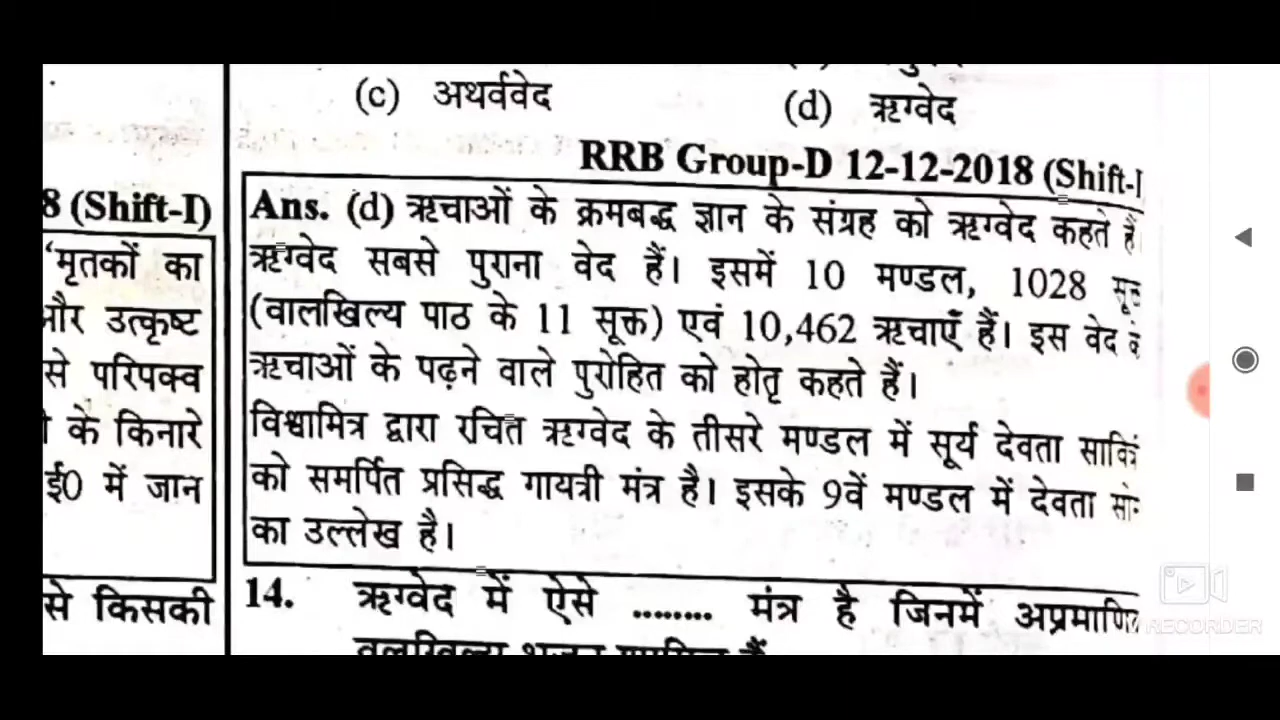 (c) अथर्ववेद
(d) ऋग्वेद
RRB Group-D 12-12-2018 (Shift-I
8 (Shift-I)
'मृतकों का
और उत्कृष्ट
से परिपक्व
के किनारे
ई0 में जान
से किसकी
Ans. (d) ऋचाओं के क्रमबद्ध ज्ञान के संग्रह को ऋग्वेद कहते हैं
ऋग्वेद सबसे पुराना वेद हैं। इसमें 10 मण्डल, 1028
(वालखिल्य पाठ के 11 सूक्त) एवं 10,462 ऋचाएँ हैं। इस वेद
ऋचाओं के पढ़ने वाले पुरोहित को होतृ कहते हैं।
विश्वामित्र द्वारा रचित ऋग्वेद के तीसरे मण्डल में सूर्य देवता
को समर्पित प्रसिद्ध गायत्री मंत्र है। इसके 9वें मण्डल में देवता
का उल्लेख है।
14. ऋग्वेद में ऐसे ........ मंत्र है जिनमें
RECORDER